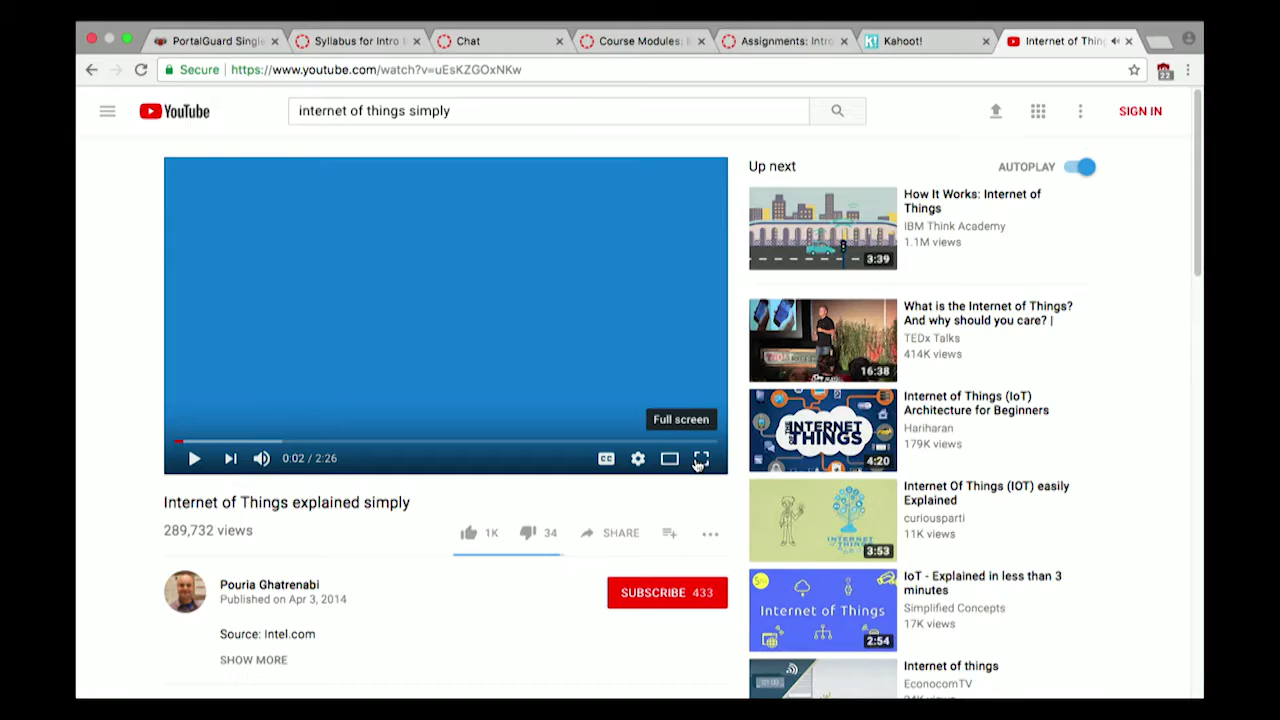 PortalGuard Single
Syllabus for Intro t
Chat
Course Modules:
Assignments: Intro
Kahoot!
Internet of Thing
Secure
https://www.youtube.com/watch?v=uEsKZGOxNKw
22
YouTube
internet of things simply
SIGN IN
Full screen
0:02 / 2:26
CC
Internet of Things explained simply
289,732 views
1K
34
SHARE
Pouria Ghatrenabi
Published on Apr 3, 2014
SUBSCRIBE 433
Source: Intel.com
SHOW MORE
Up next
AUTOPLAY
3:39
How It Works: Internet of
Things
IBM Think Academy
1.1M views
16:38
What is the Internet of Things?
And why should you care? |
TEDx Talks
414K views
THE
INTERNET
OF THINGS
4:20
Internet of Things (IoT)
Architecture for Beginners
Hariharan
179K views
INTERNET
3:53
Internet Of Things (IOT) easily
Explained
curiousparti
11K views
Internet of Things
2:54
IoT - Explained in less than 3
minutes
Simplified Concepts
17K views
Internet of things
EconocomTV